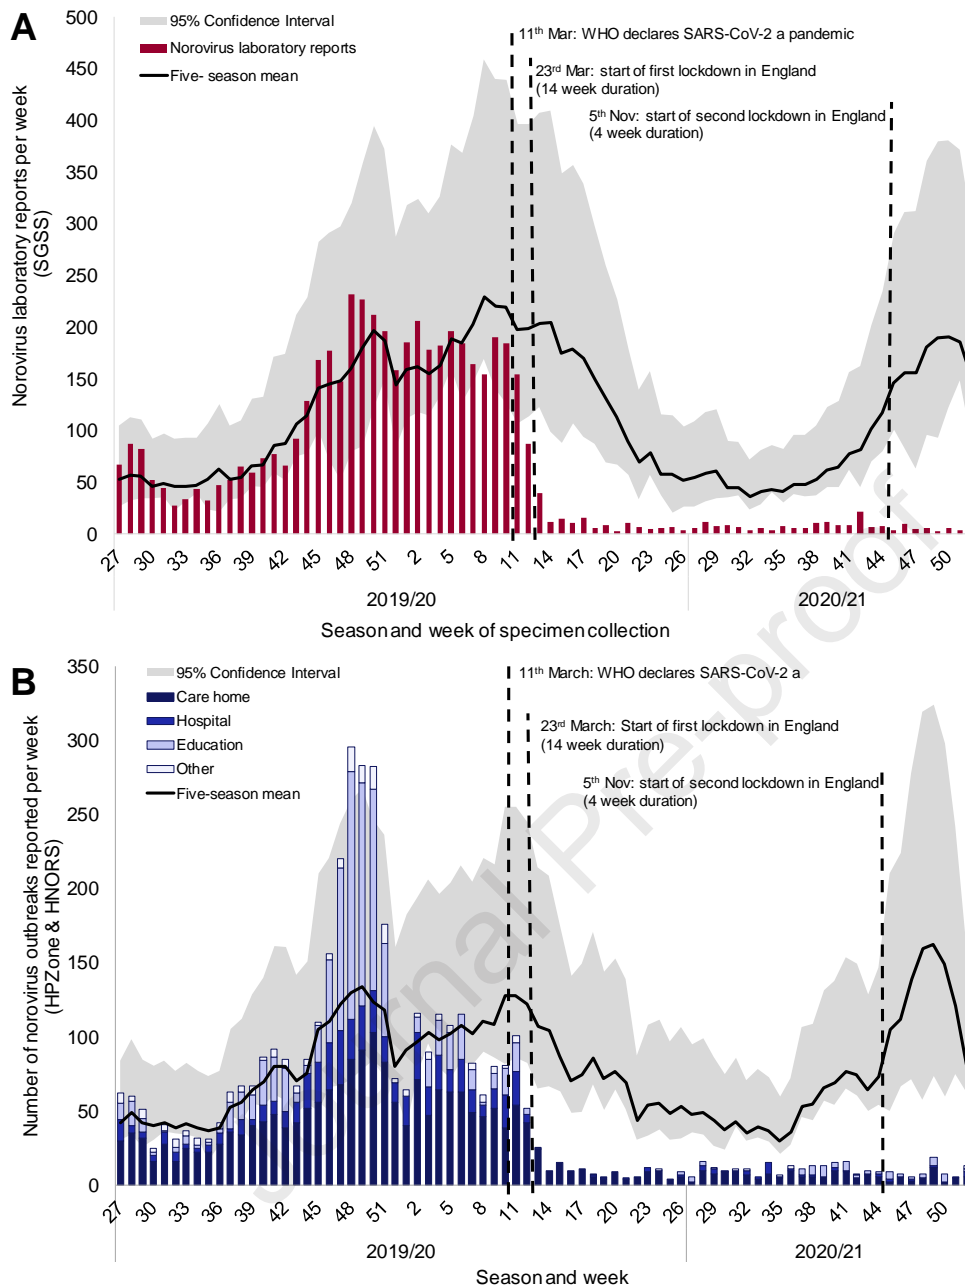 A
500
450
400
350
300
250
200
150
100
50
0
Norovirus laboratory reports per week
(SGSS)
95% Confidence Interval
Norovirus laboratory reports
Five- season mean
11th Mar: WHO declares SARS-CoV-2 a pandemic
23rd Mar: start of first lockdown in England
(14 week duration)
5th Nov: start of second lockdown in England
(4 week duration)
27 30 33 36 39 42 45 48 51 2 5 8 11 14 17 20 23 26 29 32 35 38 41 44 47 50
2019/20 2020/21
Season and week of specimen collection
B
350
300
250
200
150
100
50
0
Number of norovirus outbreaks reported per week
(HPZone & HNORS)
95% Confidence Interval
Care home
Hospital
Education
Other
Five-season mean
11th March: WHO declares SARS-CoV-2 a
23rd March: Start of first lockdown in England
(14 week duration)
5th Nov: start of second lockdown in England
(4 week duration)
27 30 33 36 39 42 45 48 51 2 5 8 11 14 17 20 23 26 29 32 35 38 41 44 47 50
2019/20 2020/21
Season and week
Journal Pre-proof